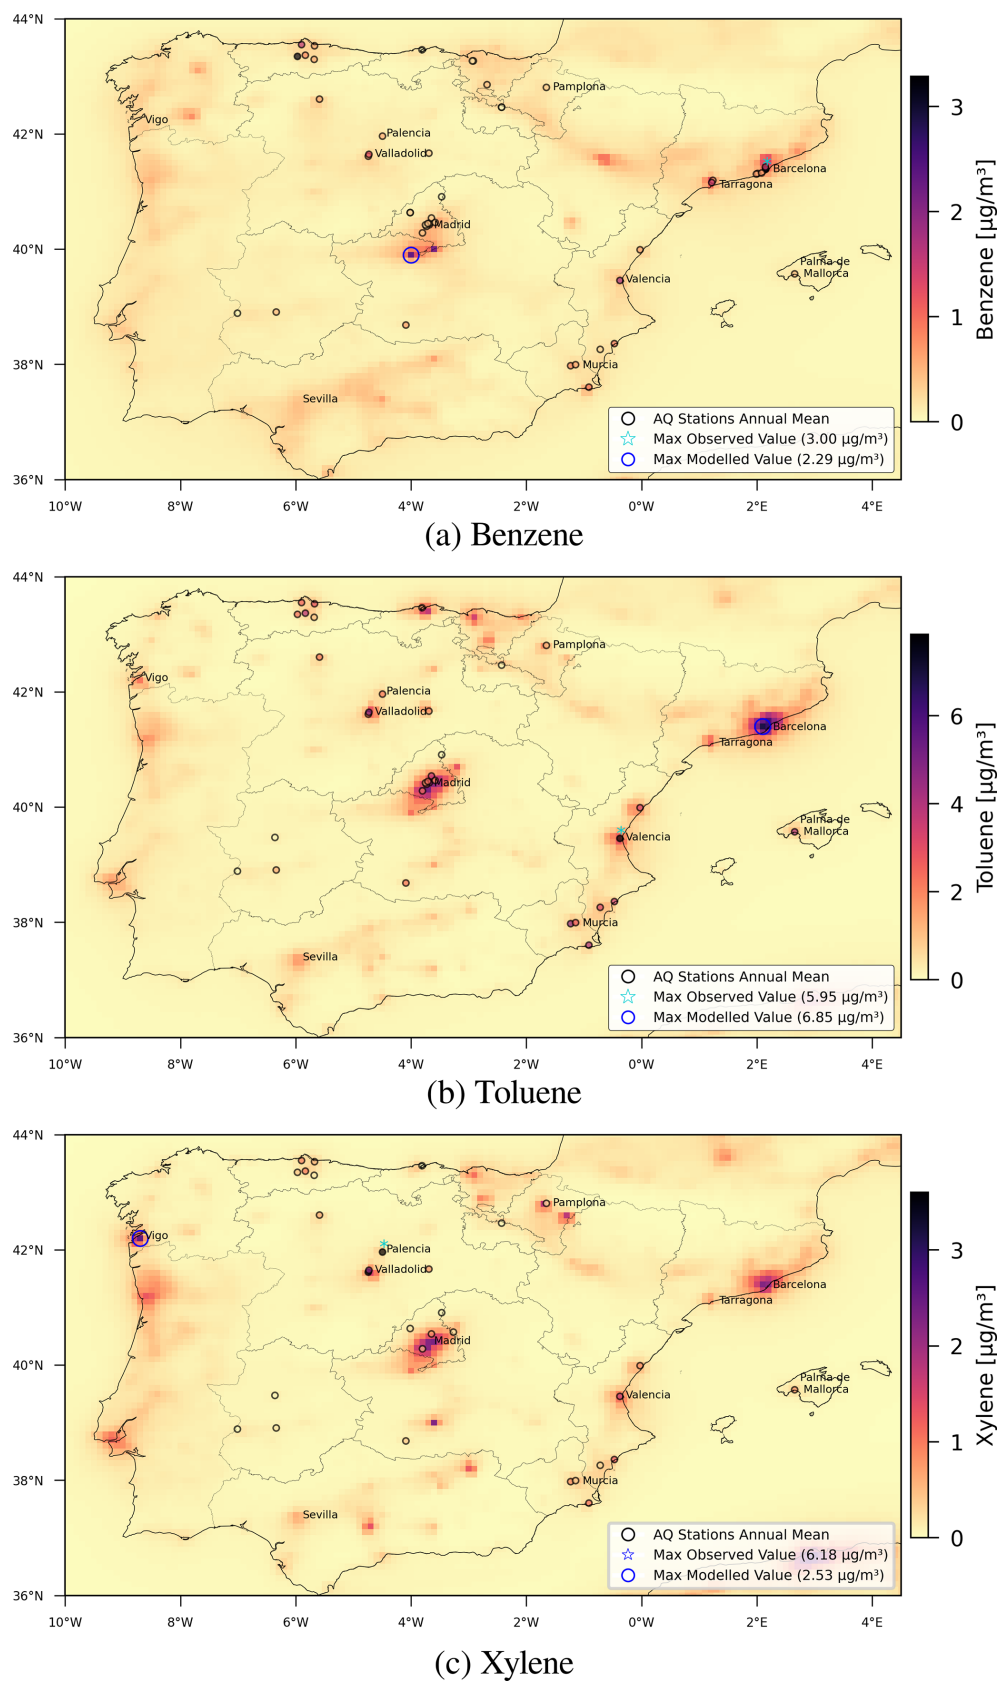 44°N
42°N
40°N
38°N
36°N
10°W 8°W 6°W 4°W 2°W 0°W 2°E 4°E
Vigo
Pamplona
Palencia
Valladolid
Barcelona
Tarragona
Madrid
Palma de
Mallorca
Valencia
Murcia
Sevilla
AQ Stations Annual Mean
Max Observed Value (3.00 µg/m³)
Max Modelled Value (2.29 µg/m³)
3
2
1
0
Benzene [µg/m³]
(a) Benzene
44°N
42°N
40°N
38°N
36°N
10°W 8°W 6°W 4°W 2°W 0°W 2°E 4°E
Pamplona
Vigo
Palencia
Valladolid
Barcelona
Tarragona
Madrid
Palma de
Mallorca
Valencia
Murcia
Sevilla
AQ Stations Annual Mean
Max Observed Value (5.95 µg/m³)
Max Modelled Value (6.85 µg/m³)
6
4
2
0
Toluene [µg/m³]
(b) Toluene
44°N
42°N
40°N
38°N
36°N
10°W 8°W 6°W 4°W 2°W 0°W 2°E 4°E
Pamplona
Vigo
Palencia
Valladolid
Barcelona
Tarragona
Madrid
Palma de
Mallorca
Valencia
Murcia
Sevilla
AQ Stations Annual Mean
Max Observed Value (6.18 µg/m³)
Max Modelled Value (2.53 µg/m³)
3
2
1
0
Xylene [µg/m³]
(c) Xylene